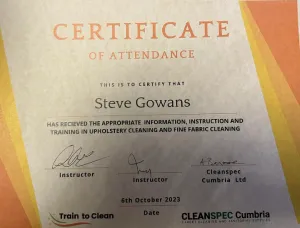 CERTIFICATE
OF ATTENDANCE
THIS IS TO CERTIFY THAT
Steve Gowans
HAS RECIEVED THE APPROPRIATE INFORMATION, INSTRUCTION AND
TRAINING IN UPHOLSTERY CLEANING AND FINE FABRIC CLEANING
Instructor
Instructor
Cleanspec
Cumbria Ltd
6th October 2023
Date
Train to Clean
CLEANSPEC Cumbria